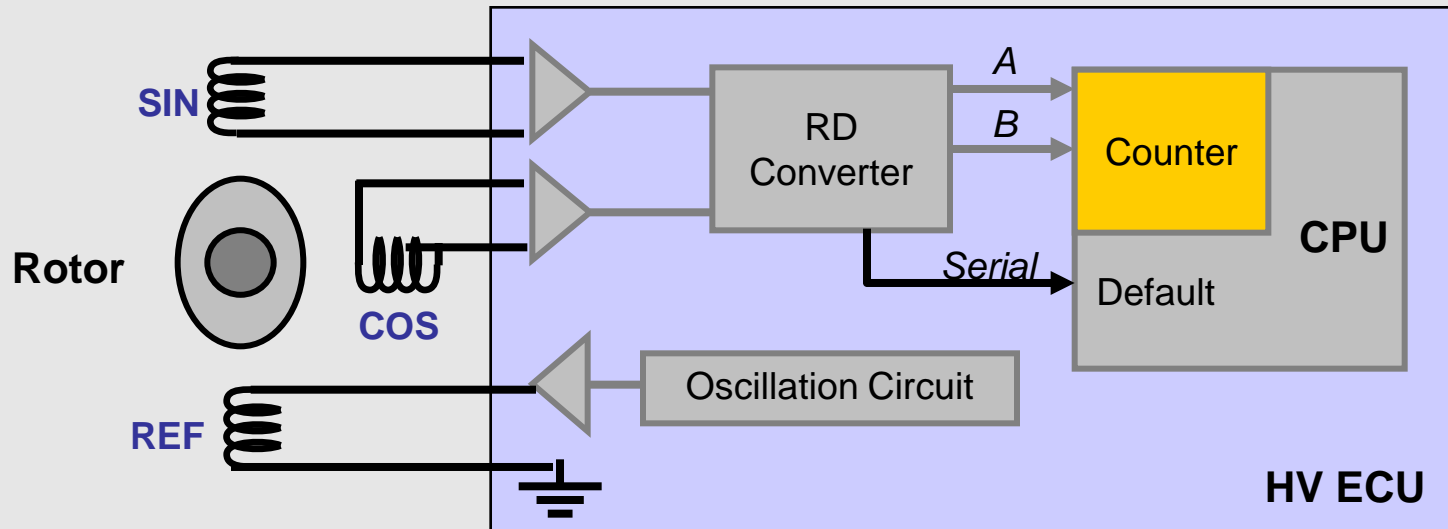 SIN
Rotor
COS
REF
RD
Converter
A
B
Serial
Counter
CPU
Default
Oscillation Circuit
HV ECU